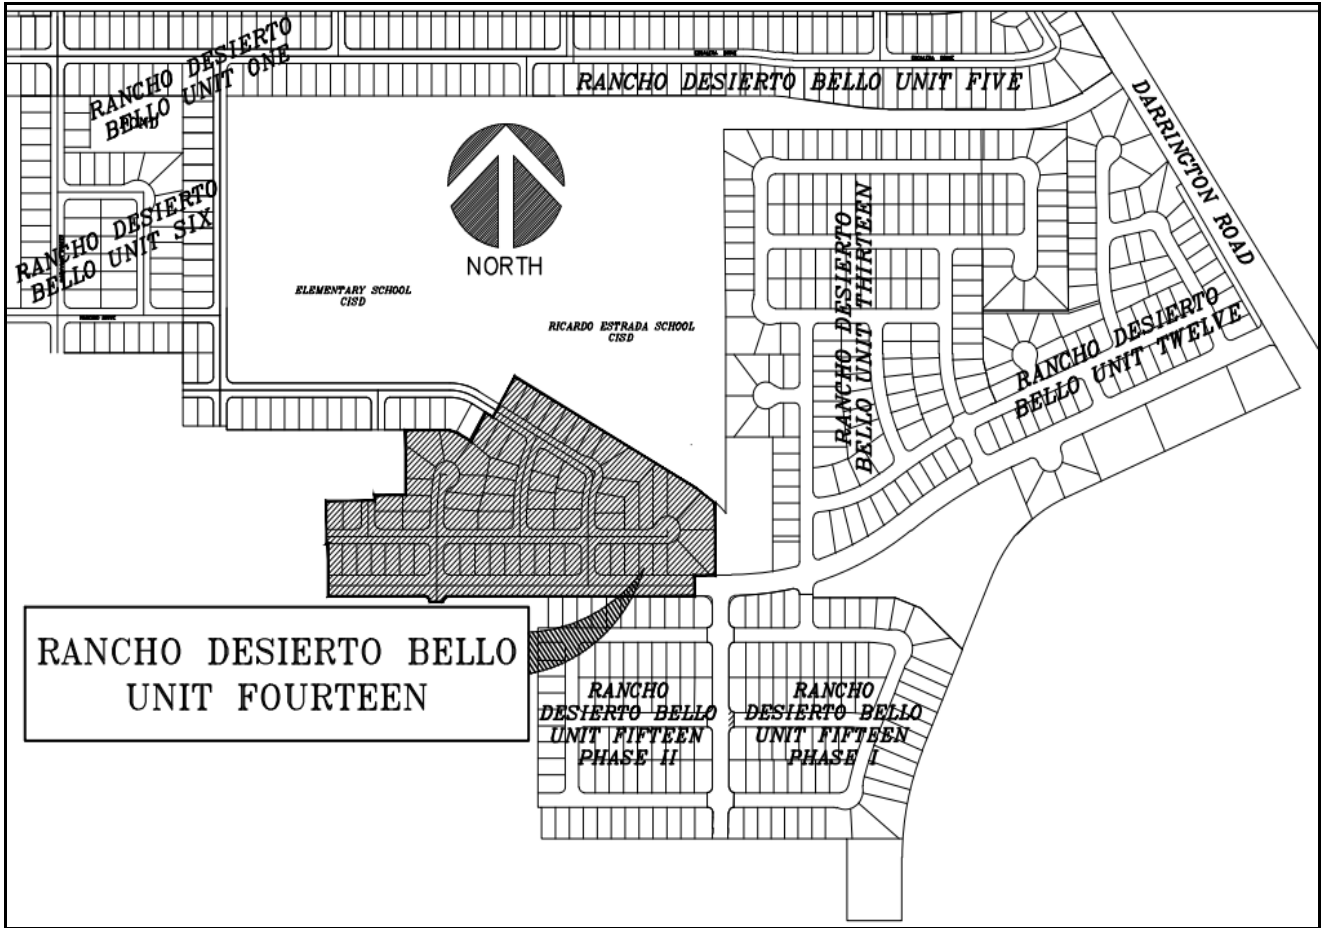 RANCHO DESIERTO
BELLO UNIT ONE
POND
RANCHO DESIERTO BELLO UNIT FIVE
DARRINGTON ROAD
RANCHO DESIERTO
BELLO UNIT SIX
NORTH
ELEMENTARY SCHOOL
CISD
RICARDO ESTRADA SCHOOL
CISD
RANCHO DESIERTO
BELLO UNIT THIRTEEN
RANCHO DESIERTO
BELLO UNIT TWELVE
RANCHO DESIERTO BELLO
UNIT FOURTEEN
RANCHO
DESIERTO BELLO
UNIT FIFTEEN
PHASE II
RANCHO
DESIERTO BELLO
UNIT FIFTEEN
PHASE I